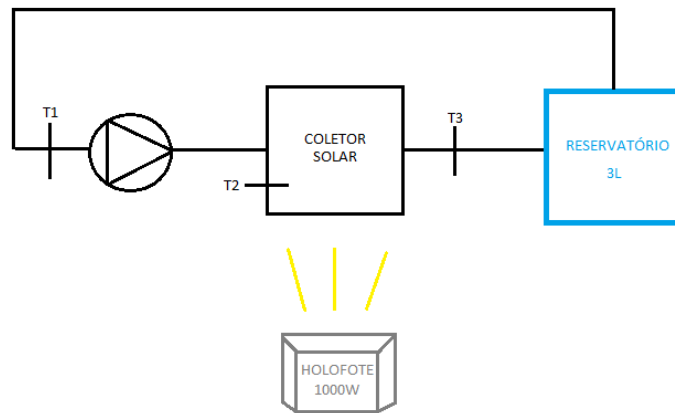 T1
COLETOR
SOLAR
T2
T3
RESERVATÓRIO
3L
HOLOFOTE
1000W